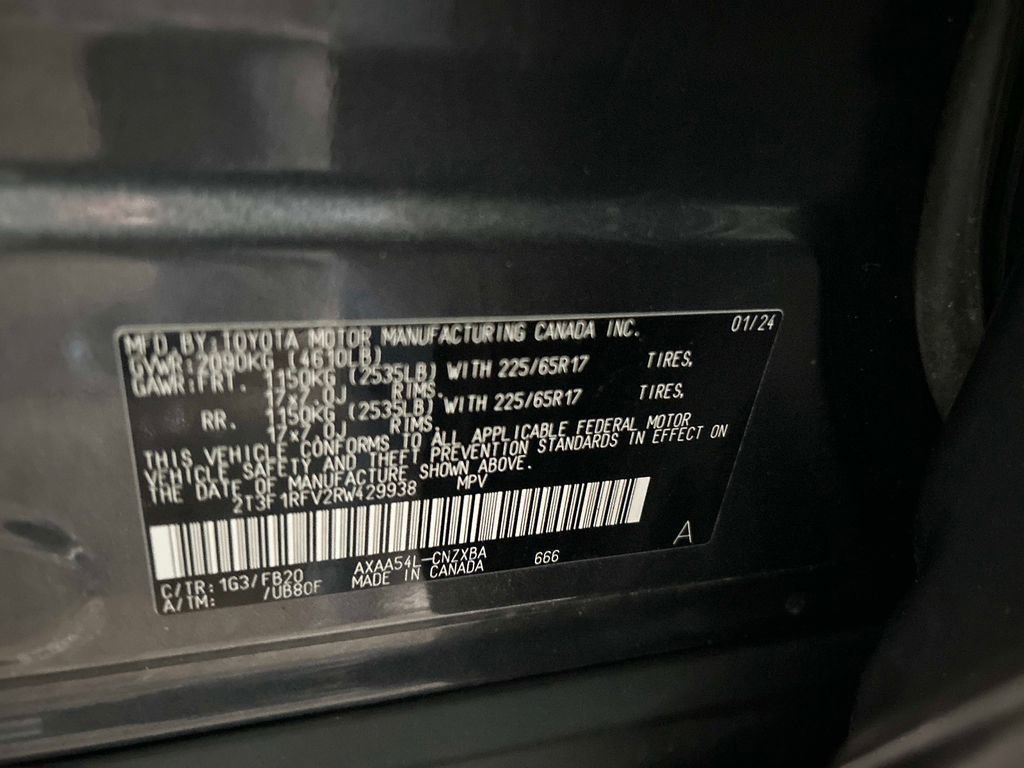 MFD. BY: TOYOTA MOTOR MANUFACTURING CANADA INC. 01/24
GVWR: 2090KG (4610LB)
GAWR: FRT. 1150KG (2535LB) WITH 225/65R17 TIRES,
17x7.0J RIMS.
RR. 1150KG (2535LB) WITH 225/65R17 TIRES,
17x7.0J RIMS.
THIS VEHICLE CONFORMS TO ALL APPLICABLE FEDERAL MOTOR
VEHICLE SAFETY AND THEFT PREVENTION STANDARDS IN EFFECT ON
THE DATE OF MANUFACTURE SHOWN ABOVE.
2T3F1RFV2RW429938 MPV
A
C/TR: 1G3/FB20 AXAA54L-CNZXBA 666
A/TM: /UB80F MADE IN CANADA